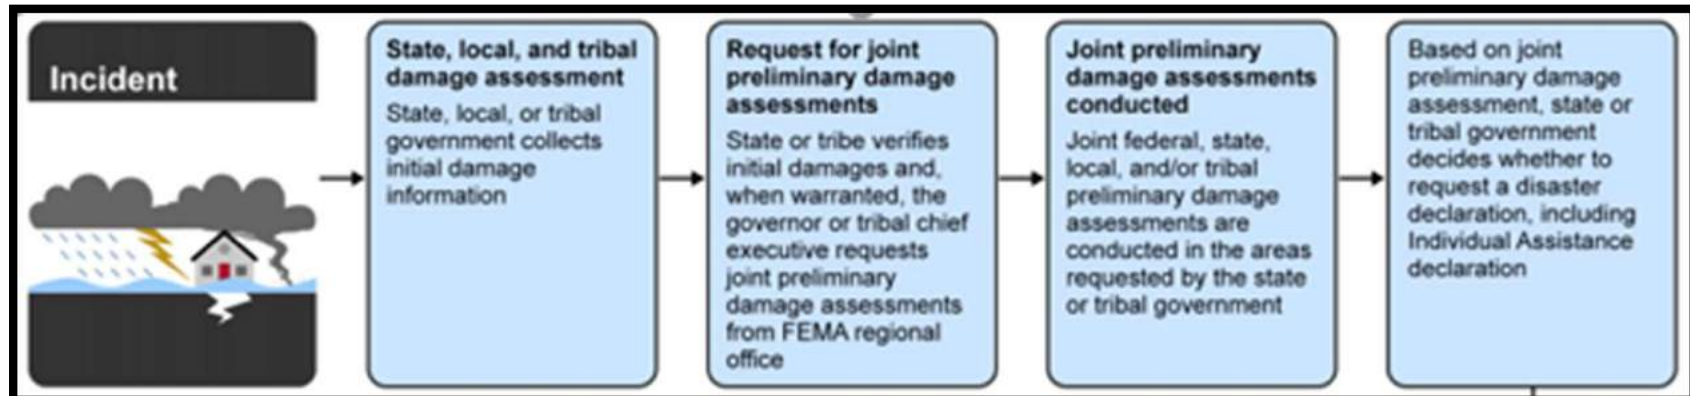 Incident
State, local, and tribal
damage assessment
State, local, or tribal
government collects
initial damage
information
Request for joint
preliminary damage
assessments
State or tribe verifies
initial damages and,
when warranted, the
governor or tribal chief
executive requests
joint preliminary
damage assessments
from FEMA regional
office
Joint preliminary
damage assessments
conducted
Joint federal, state,
local, and/or tribal
preliminary damage
assessments are
conducted in the areas
requested by the state
or tribal government
Based on joint
preliminary damage
assessment, state or
tribal government
decides whether to
request a disaster
declaration, including
Individual Assistance
declaration